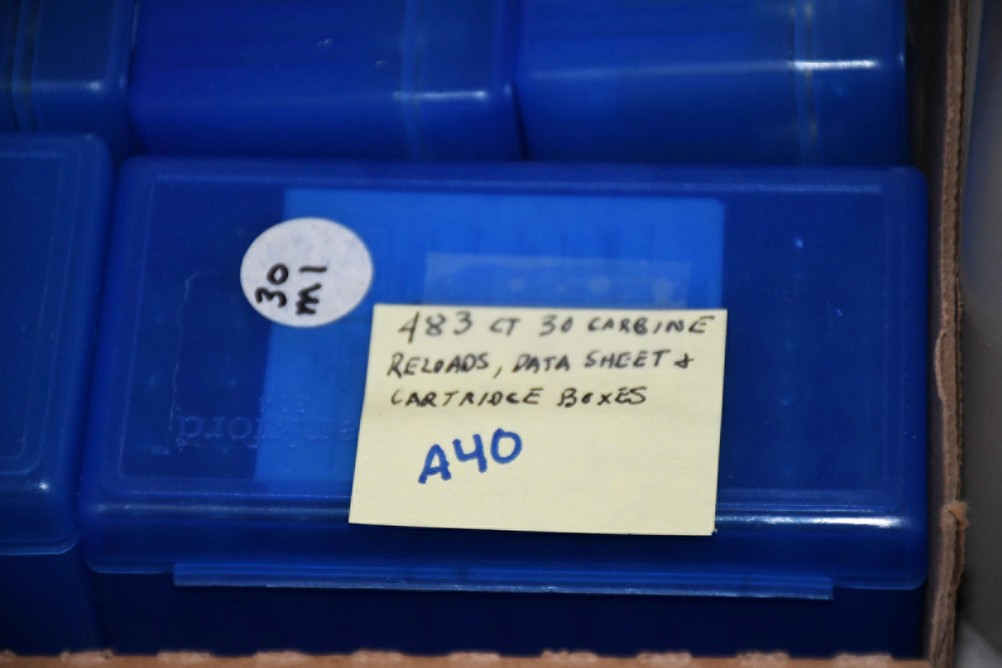 30
M1
483 CT 30 CARBINE
RELOADS, DATA SHEET &
CARTRIDGE BOXES
A40